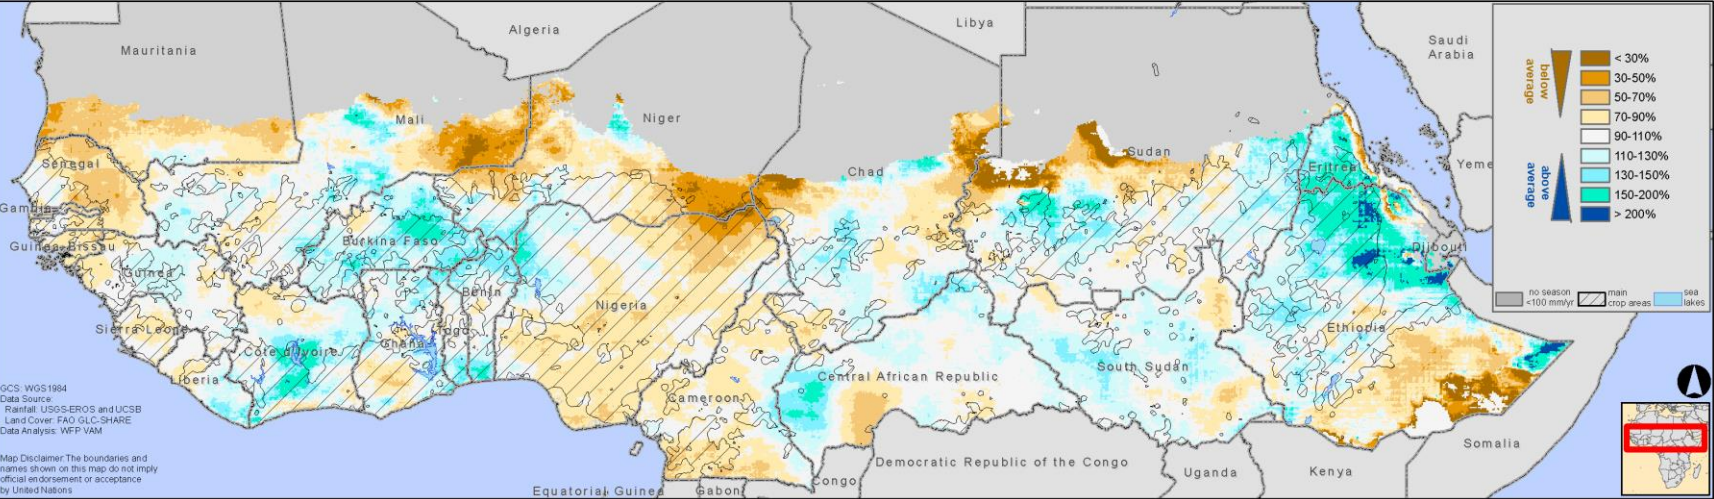 Algeria
Libya
Mauritania
Saudi
Arabia
Mali
Niger
Chad
Sudan
Senegal
Eritrea
Yeme
Gambia
Burkina Faso
Guinea-Bissau
Guinea
Djibouti
Benin
Nigeria
Sierra Leone
Togo
Ghana
Cote d'Ivoire
Ethiopia
Liberia
Central African Republic
South Sudan
Cameroon
Somalia
Democratic Republic of the Congo
Uganda
Kenya
Congo
Equatorial Guinea
Gabon
below
average
above
average
< 30%
30-50%
50-70%
70-90%
90-110%
110-130%
130-150%
150-200%
> 200%
no season
<100 mm/yr
main
crop areas
sea
lakes
GCS: WGS1984
Data Source:
Rainfall: USGS-EROS and UCSB
Land Cover: FAO GLC-SHARE
Data Analysis: WFP VAM
Map Disclaimer:The boundaries and
names shown on this map do not imply
official endorsement or acceptance
by United Nations